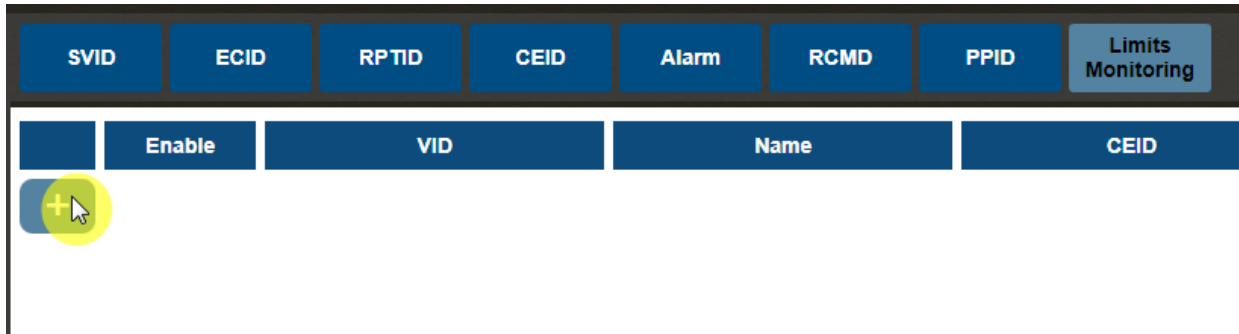 SVID ECID RPTID CEID Alarm RCMD PPID Limits
Monitoring
Enable VID Name CEID
+